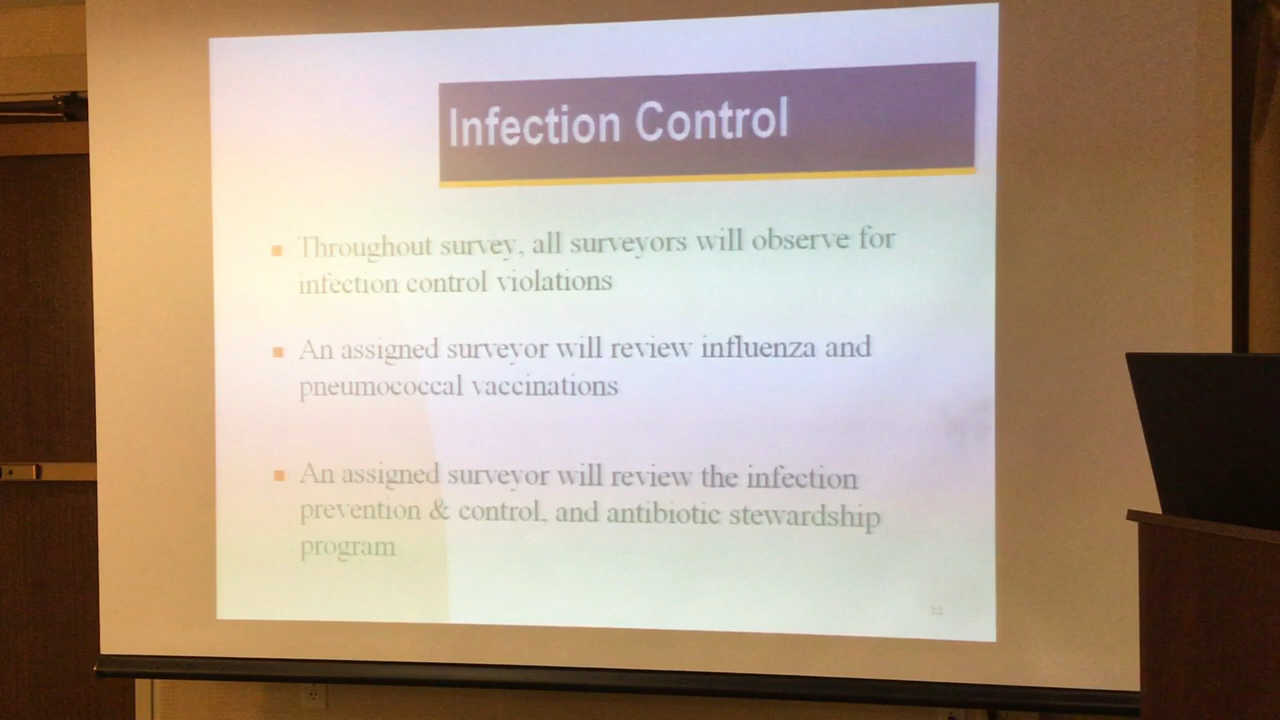 Infection Control
Throughout survey, all surveyors will observe for
infection control violations
An assigned surveyor will review influenza and
pneumococcal vaccinations
An assigned surveyor will review the infection
prevention & control, and antibiotic stewardship
program